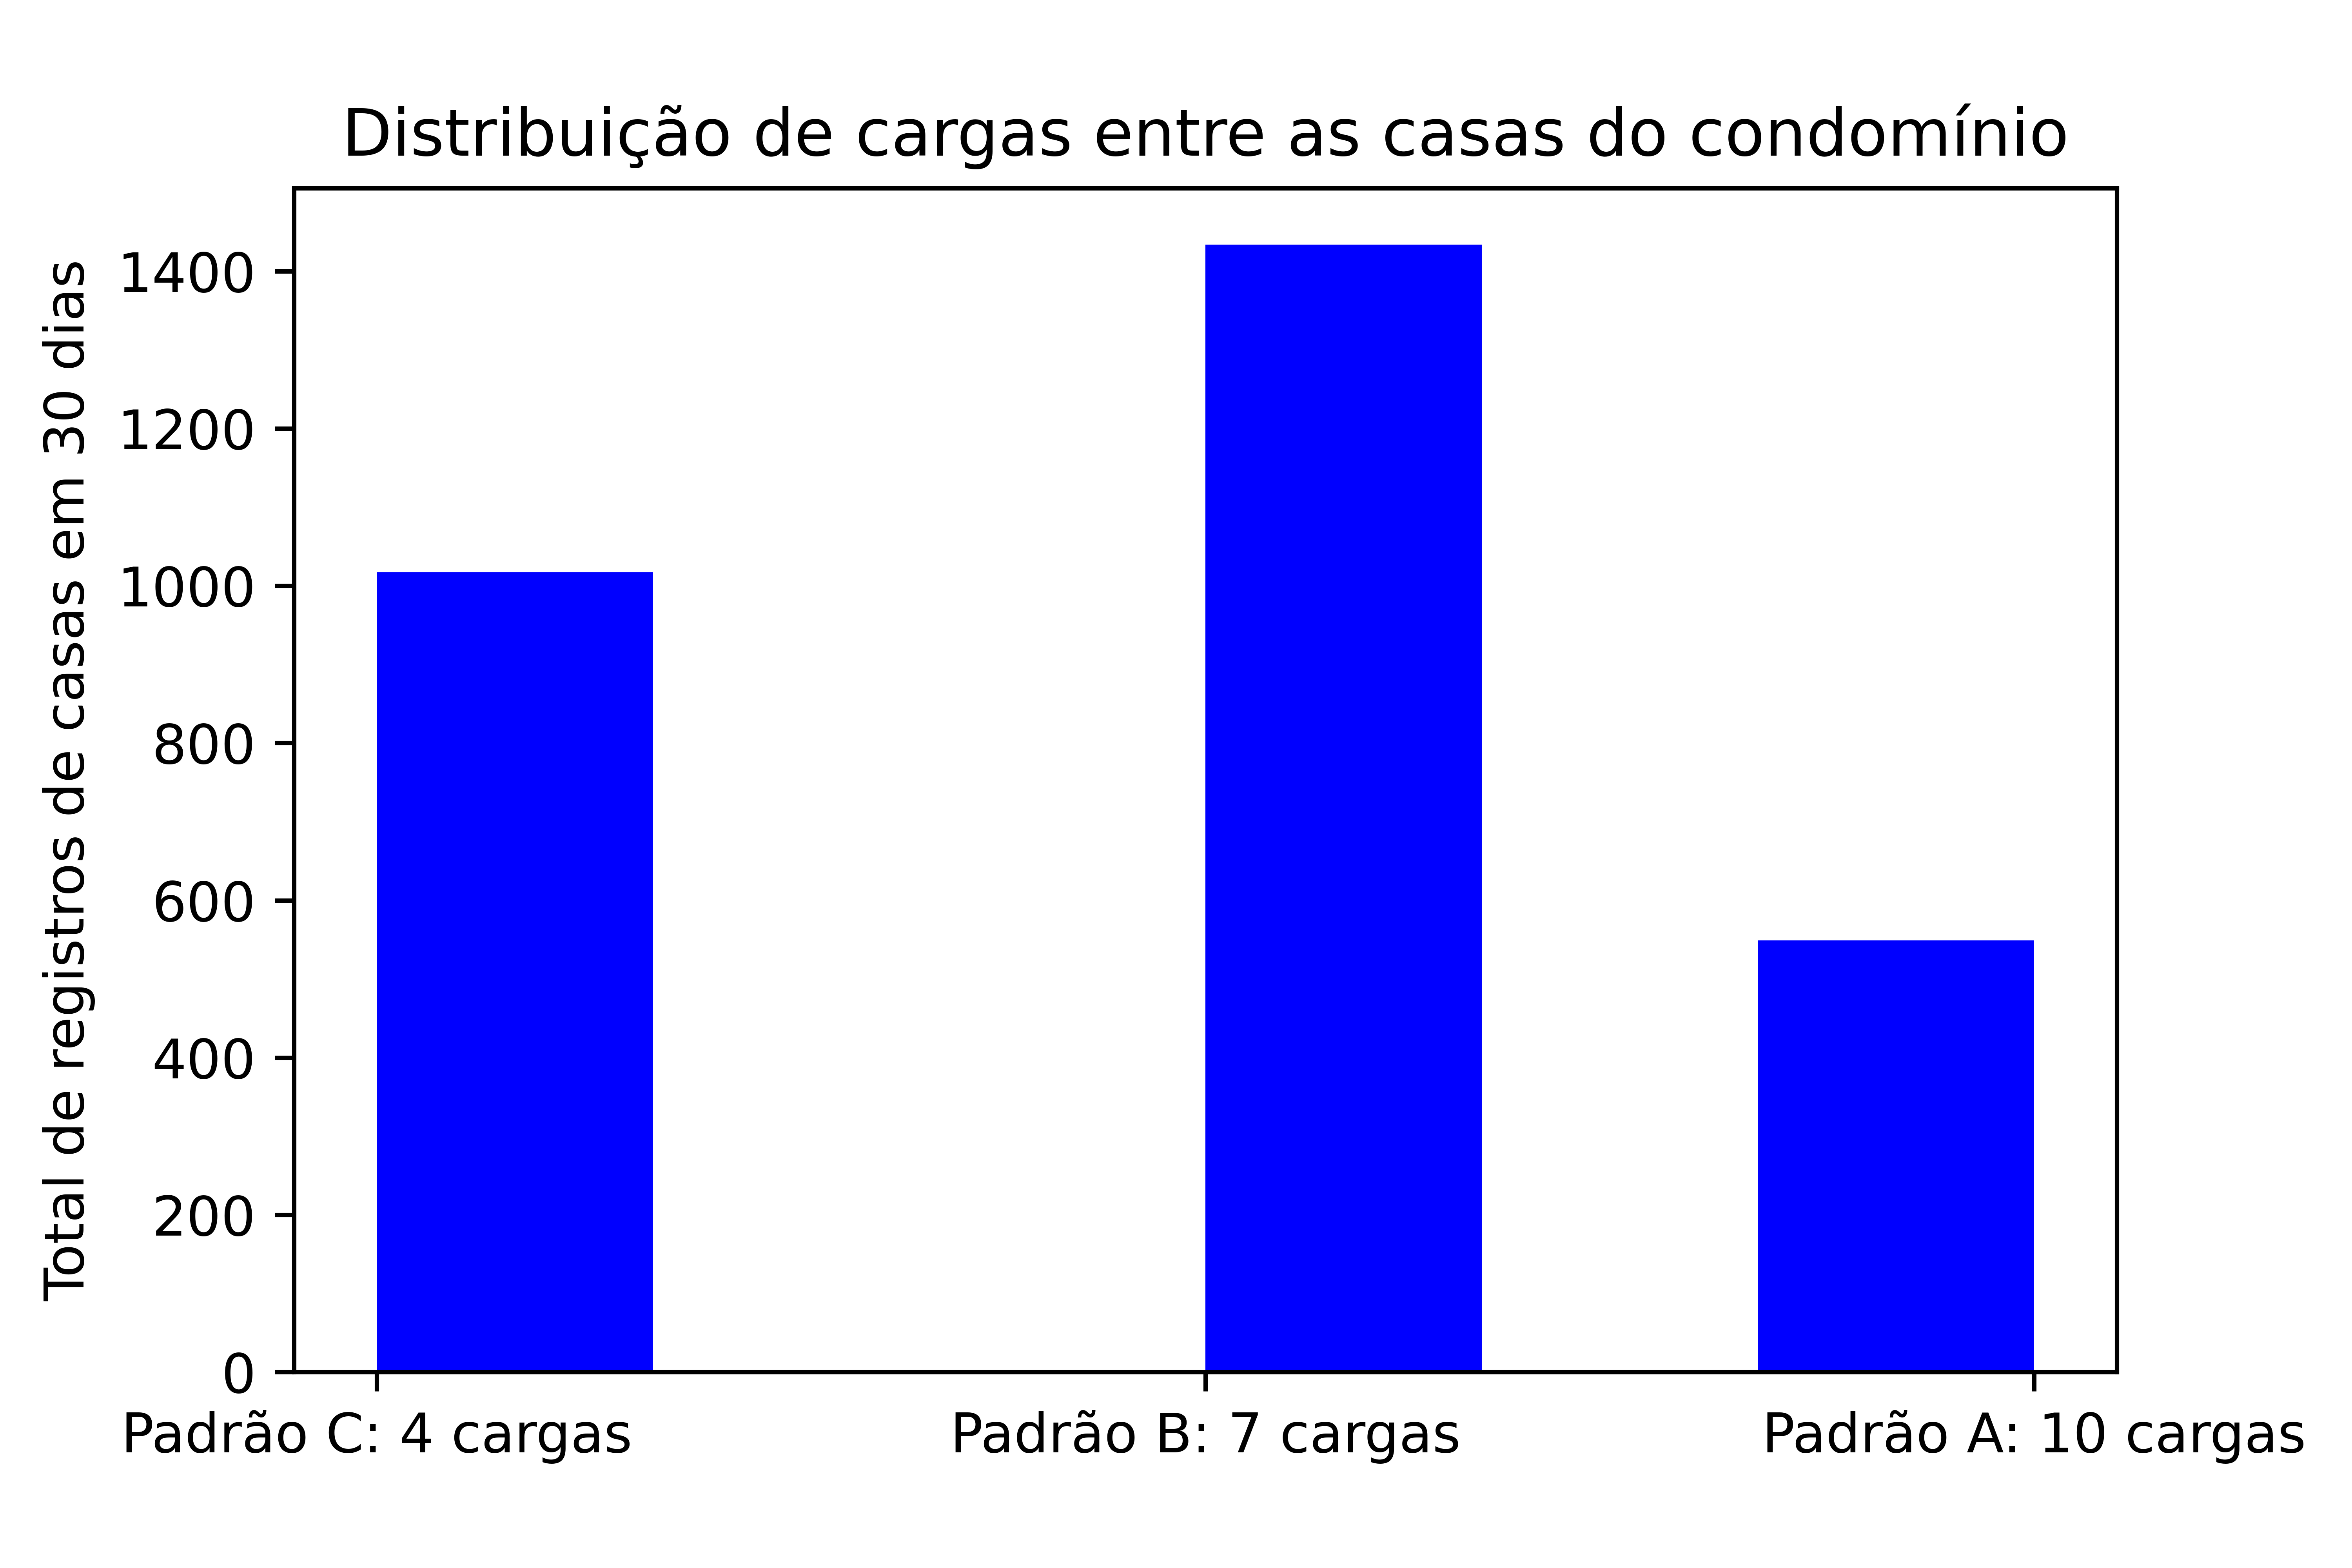 Distribuição de cargas entre as casas do condomínio
Total de registros de casas em 30 dias
1400
1200
1000
800
600
400
200
0
Padrão C: 4 cargas
Padrão B: 7 cargas
Padrão A: 10 cargas